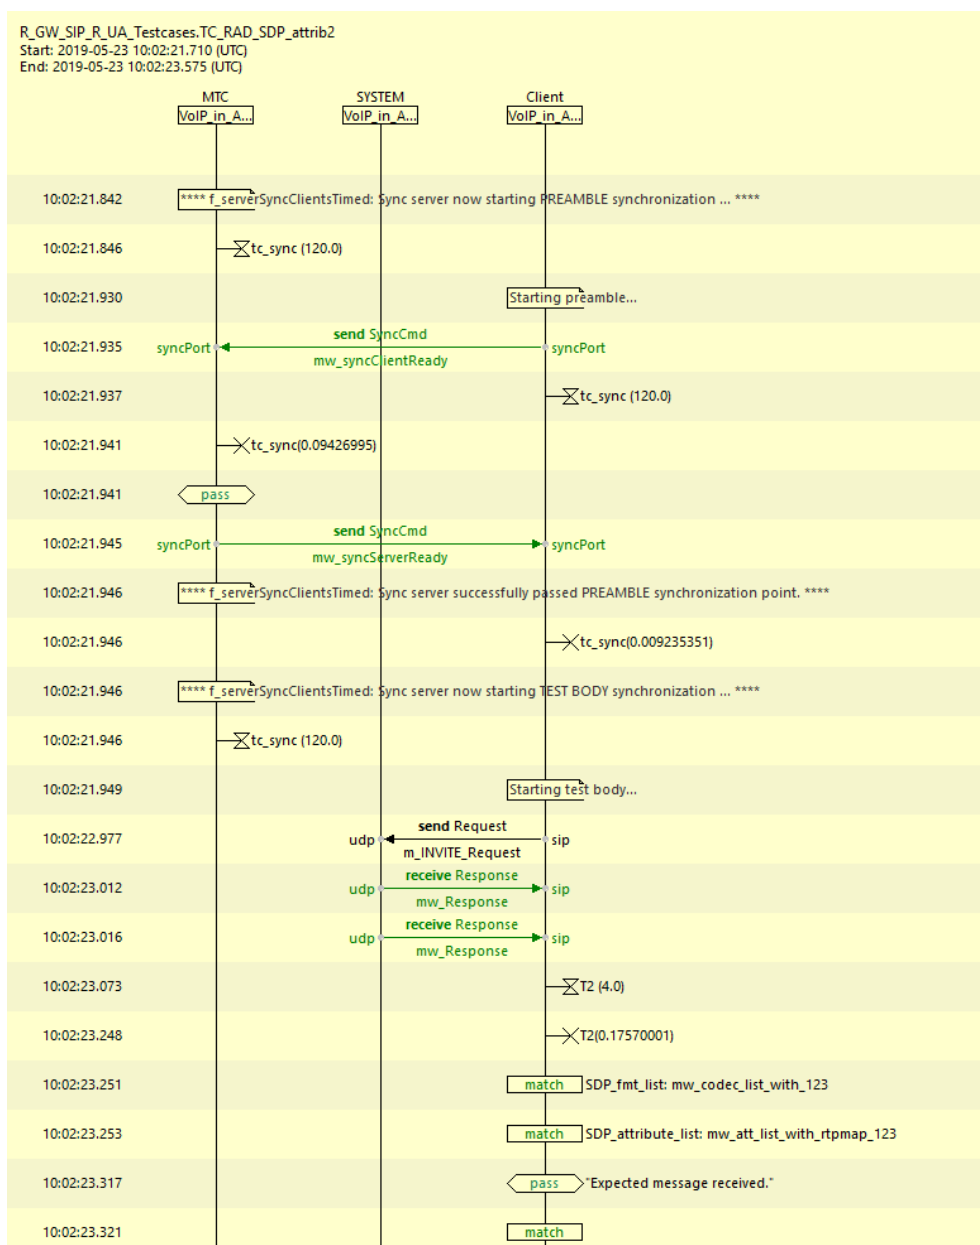 R_GW_SIP_R_UA_Testcases.TC_RAD_SDP_attrib2
Start: 2019-05-23 10:02:21.710 (UTC)
End: 2019-05-23 10:02:23.575 (UTC)
MTC SYSTEM Client
VoIP_in_A... VoIP_in_A... VoIP_in_A...
10:02:21.842 **** f_serverSyncClientsTimed: Sync server now starting PREAMBLE synchronization ... ****
10:02:21.846 tc_sync (120.0)
10:02:21.930 Starting preamble...
send SyncCmd
10:02:21.935 syncPort syncPort
mw_syncClientReady
10:02:21.937 tc_sync (120.0)
10:02:21.941 tc_sync(0.09426995)
10:02:21.941 pass
send SyncCmd
10:02:21.945 syncPort syncPort
mw_syncServerReady
10:02:21.946 **** f_serverSyncClientsTimed: Sync server successfully passed PREAMBLE synchronization point. ****
10:02:21.946 tc_sync(0.009235351)
10:02:21.946 **** f_serverSyncClientsTimed: Sync server now starting TEST BODY synchronization ... ****
10:02:21.946 tc_sync (120.0)
10:02:21.949 Starting test body...
send Request
10:02:22.977 udp sip
m_INVITE_Request
receive Response
10:02:23.012 udp sip
mw_Response
receive Response
10:02:23.016 udp sip
mw_Response
10:02:23.073 T2 (4.0)
10:02:23.248 T2(0.17570001)
10:02:23.251 match SDP_fmt_list: mw_codec_list_with_123
10:02:23.253 match SDP_attribute_list: mw_att_list_with_rtpmap_123
10:02:23.317 pass "Expected message received."
10:02:23.321 match